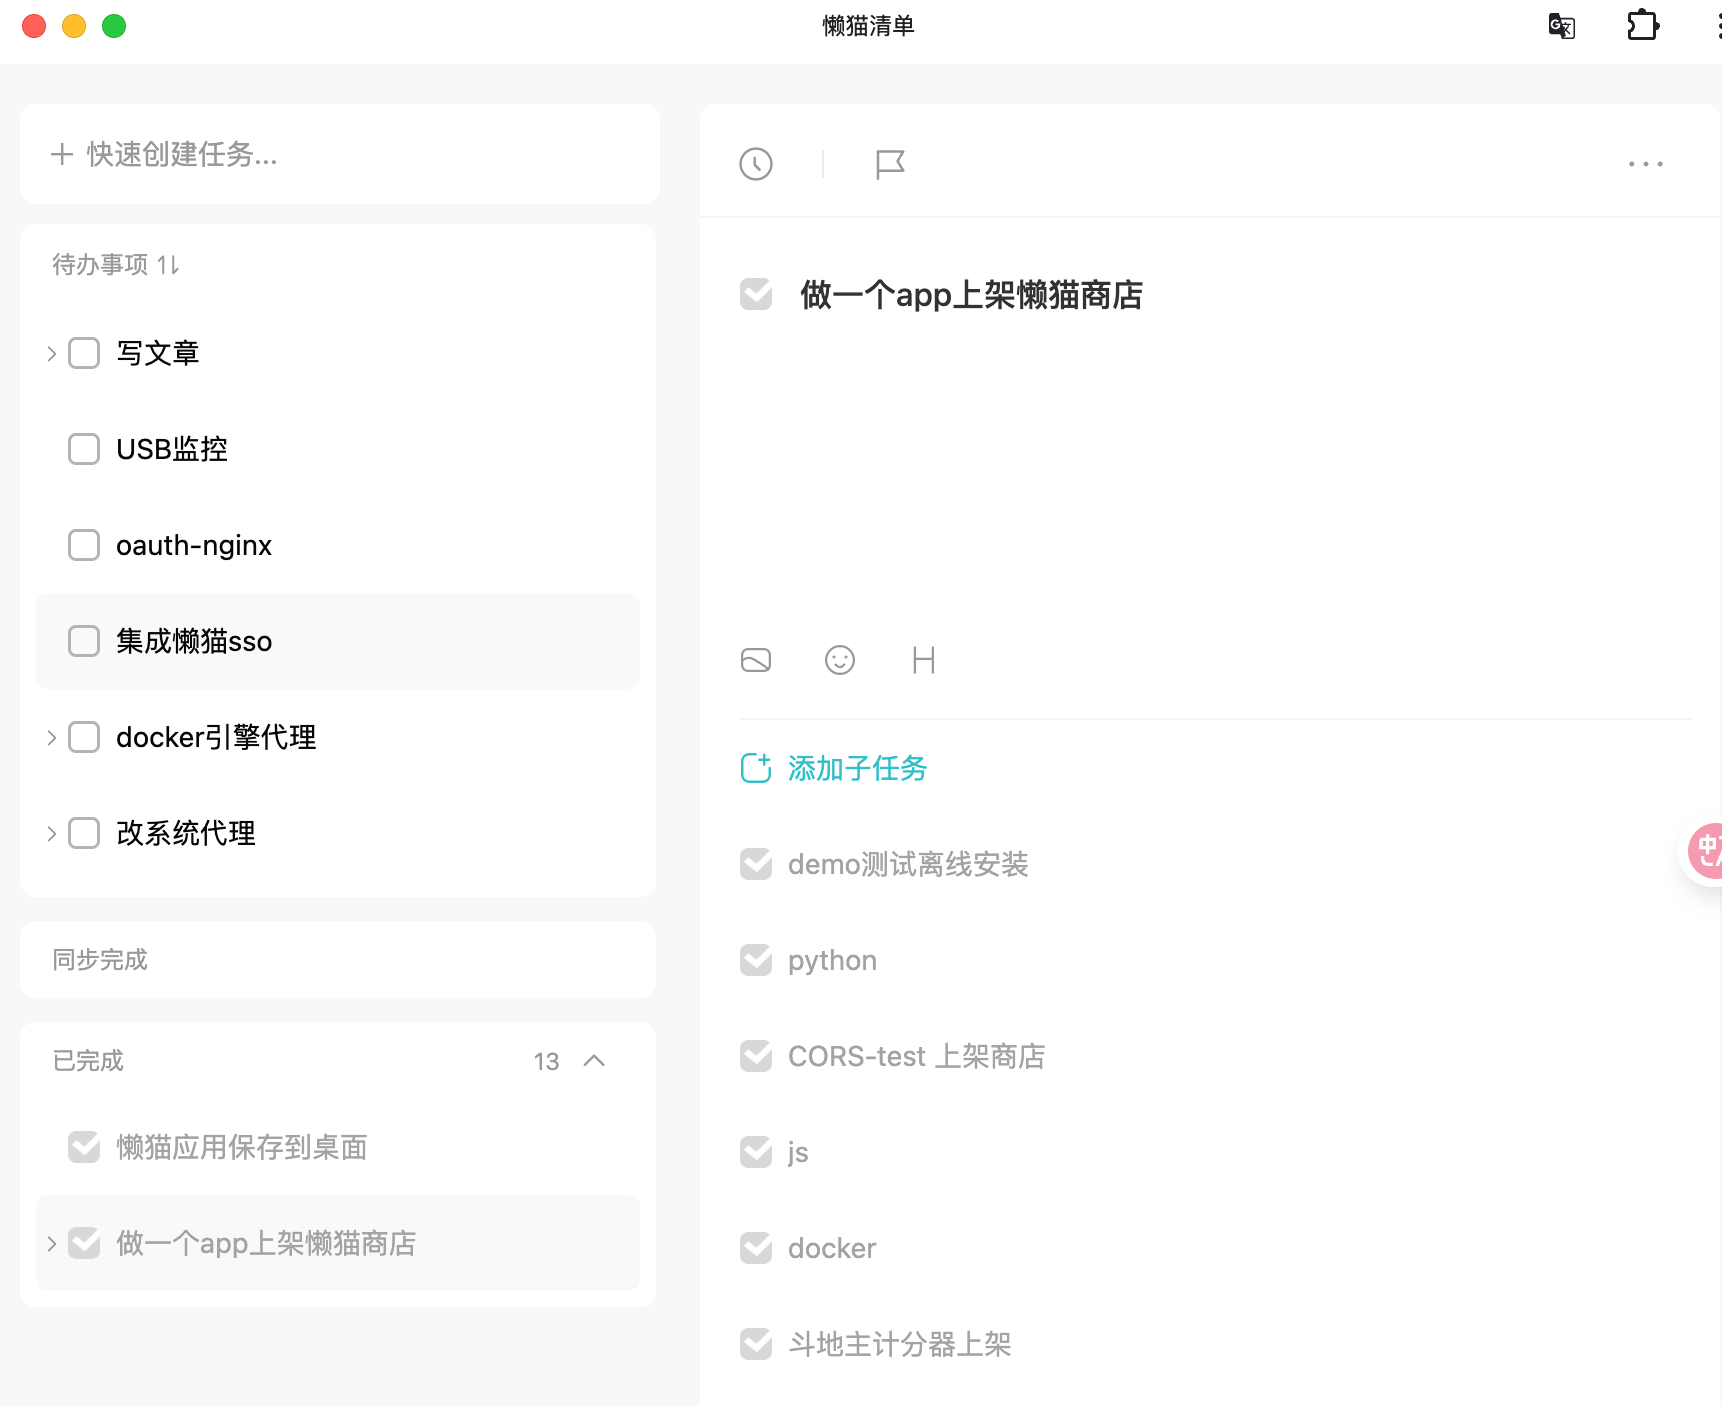 懒猫清单
快速创建任务...
待办事项
写文章
USB监控
oauth-nginx
集成懒猫sso
docker引擎代理
改系统代理
同步完成
已完成 13
懒猫应用保存到桌面
做一个app上架懒猫商店
做一个app上架懒猫商店
H
添加子任务
demo测试离线安装
python
CORS-test 上架商店
js
docker
斗地主计分器上架
中